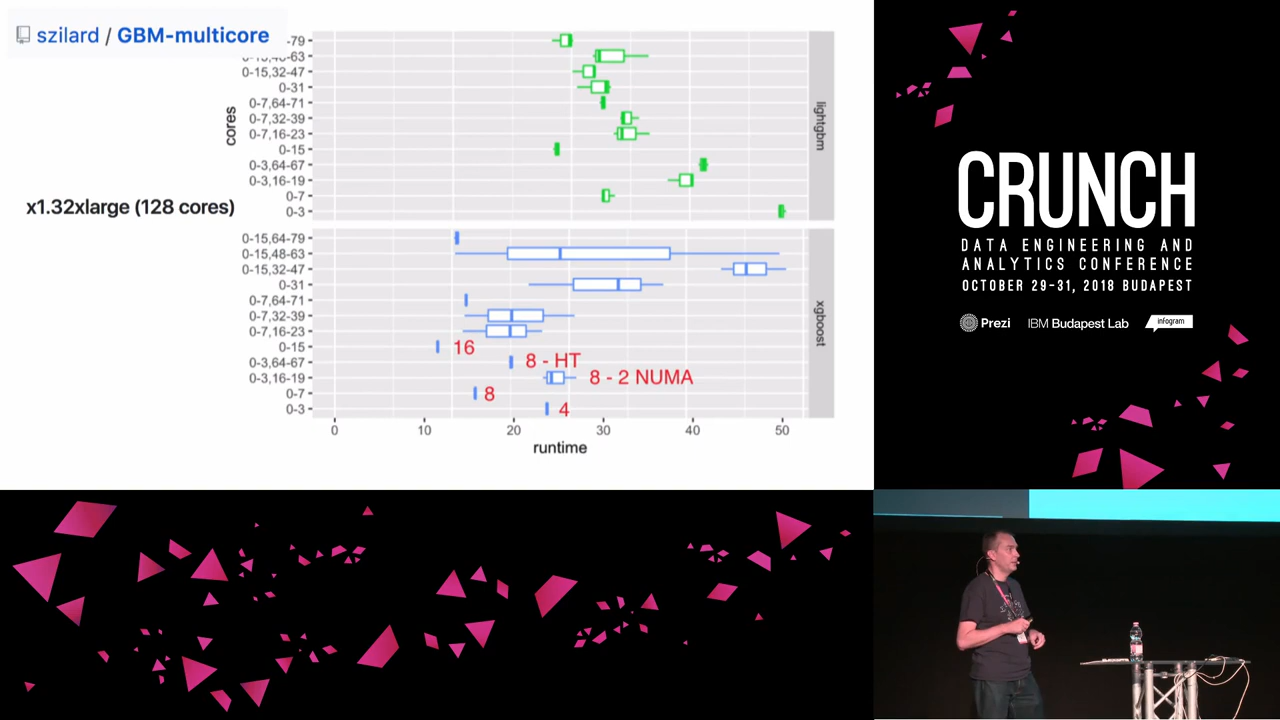 szilard / GBM-multicore
-79
0-15,48-63
0-15,32-47
0-31
0-7,64-71
0-7,32-39
0-7,16-23
0-15
0-3,64-67
0-3,16-19
0-7
0-3
cores
lightgbm
x1.32xlarge (128 cores)
0-15,64-79
0-15,48-63
0-15,32-47
0-31
0-7,64-71
0-7,32-39
0-7,16-23
0-15
0-3,64-67
0-3,16-19
0-7
0-3
xgboost
16
8 - HT
8 - 2 NUMA
8
4
0 10 20 30 40 50
runtime
CRUNCH
DATA ENGINEERING AND
ANALYTICS CONFERENCE
OCTOBER 29-31, 2018 BUDAPEST
Prezi IBM Budapest Lab infogram